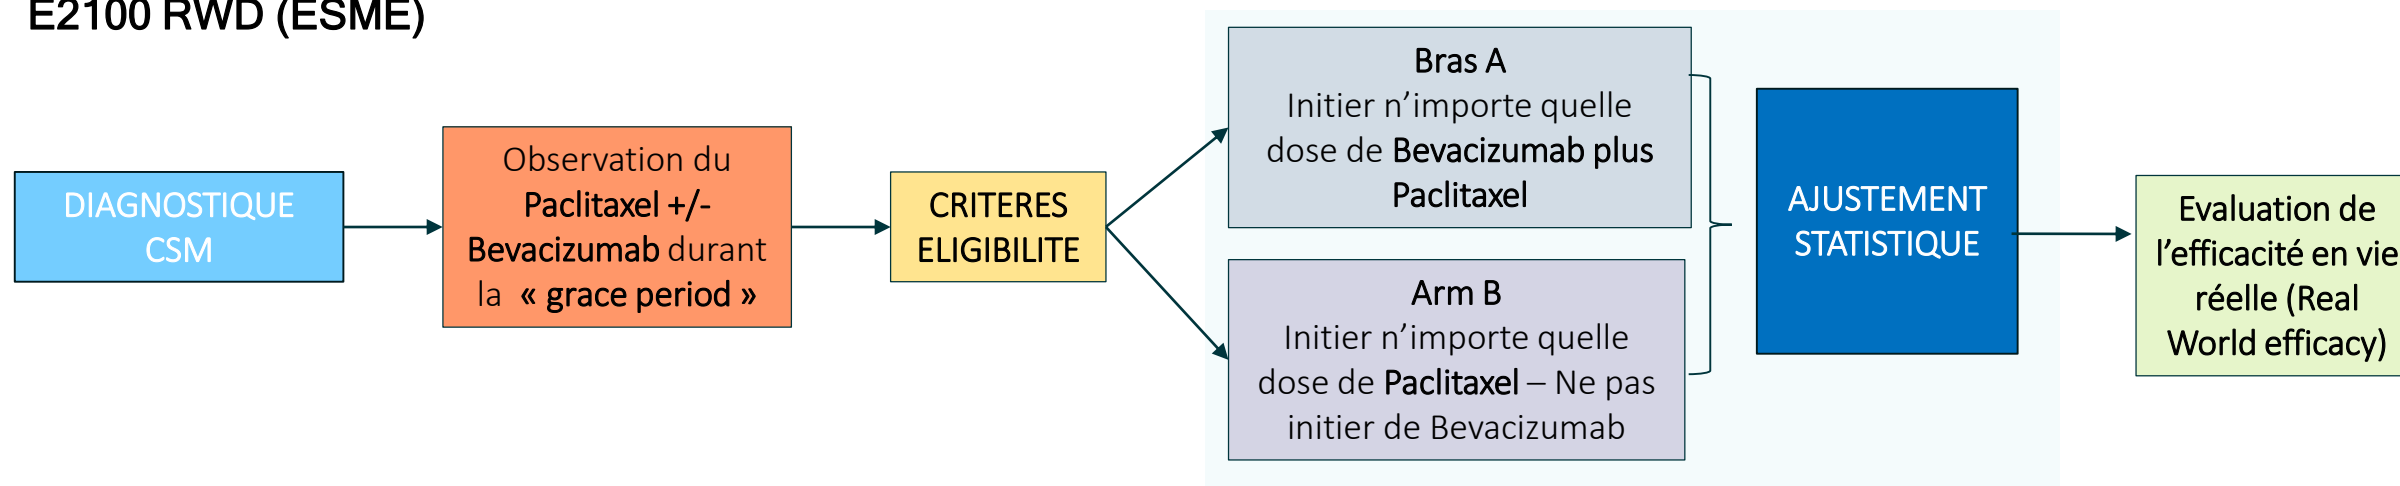 E2100 RWD (ESME)
DIAGNOSTIQUE
CSM
Observation du
Paclitaxel +/-
Bevacizumab durant
la « grace period »
CRITERES
ELIGIBILITE
Bras A
Initier n’importe quelle
dose de Bevacizumab plus
Paclitaxel
Arm B
Initier n’importe quelle
dose de Paclitaxel – Ne pas
initier de Bevacizumab
AJUSTEMENT
STATISTIQUE
Evaluation de
l’efficacité en vie
réelle (Real
World efficacy)